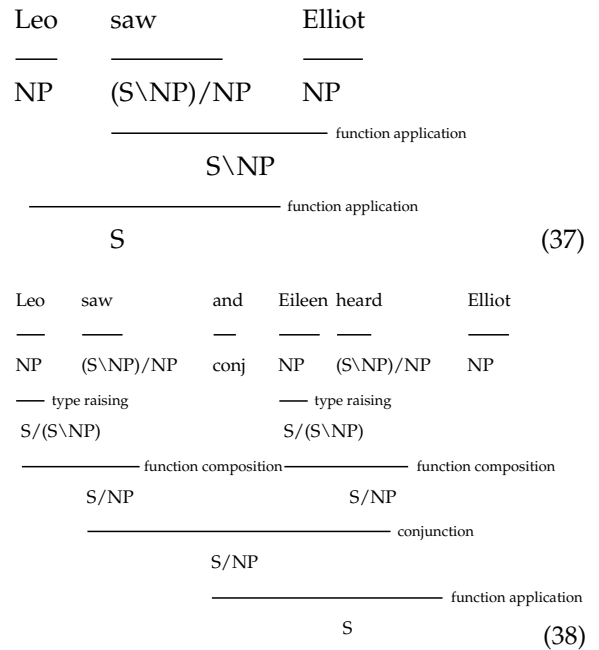 Leo saw Elliot
NP (S\NP)/NP NP
function application
S\NP
function application
S (37)
Leo saw and Eileen heard Elliot
NP (S\NP)/NP conj NP (S\NP)/NP NP
type raising type raising
S/(S\NP) S/(S\NP)
function composition function composition
S/NP S/NP
conjunction
S/NP
function application
S (38)